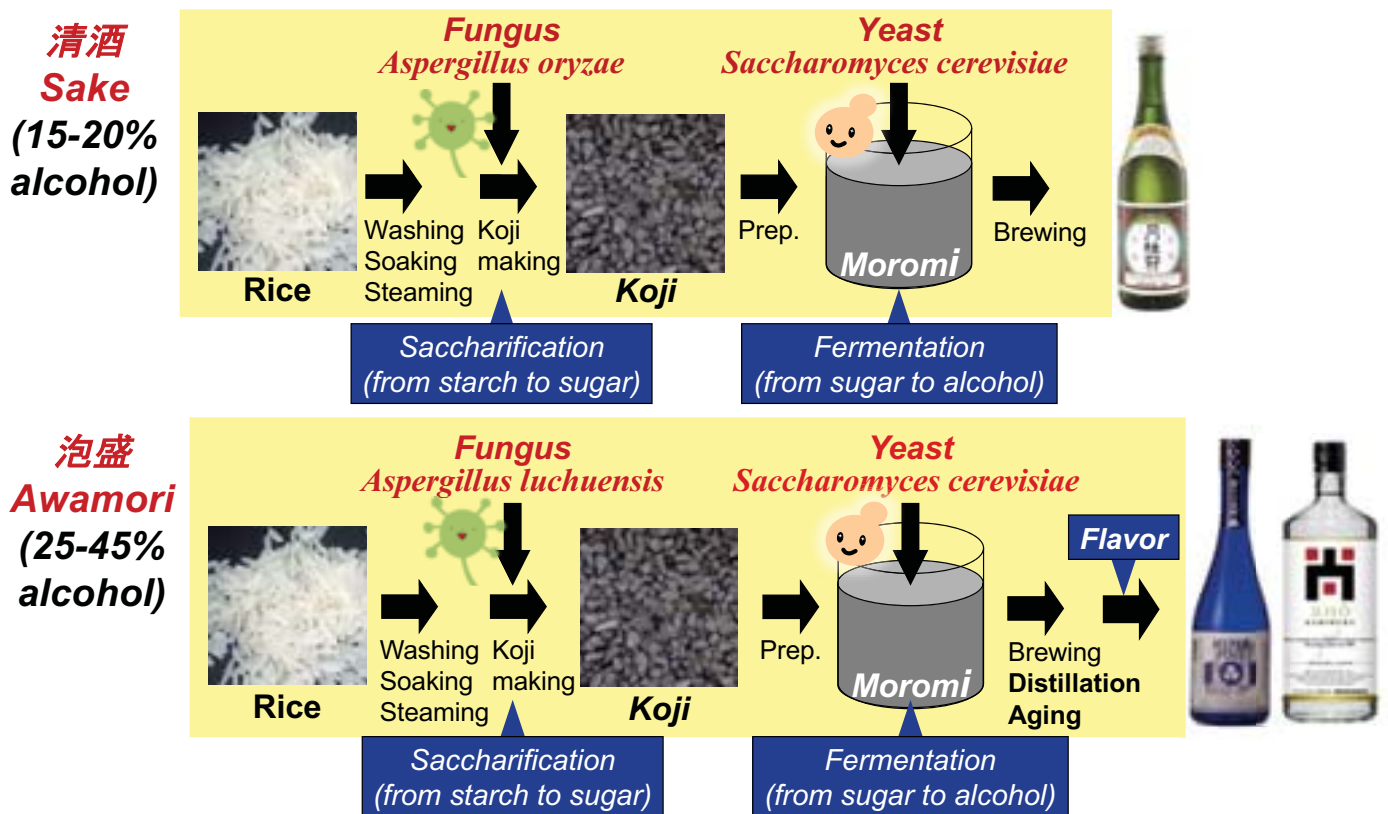 清酒
Sake
(15-20%
alcohol)
Fungus
Aspergillus oryzae
Yeast
Saccharomyces cerevisiae
Rice
Washing
Soaking
Steaming
Koji
making
Koji
Prep.
Moromi
Brewing
Saccharification
(from starch to sugar)
Fermentation
(from sugar to alcohol)
泡盛
Awamori
(25-45%
alcohol)
Fungus
Aspergillus luchuensis
Yeast
Saccharomyces cerevisiae
Rice
Washing
Soaking
Steaming
Koji
making
Koji
Prep.
Moromi
Brewing
Distillation
Aging
Flavor
Saccharification
(from starch to sugar)
Fermentation
(from sugar to alcohol)